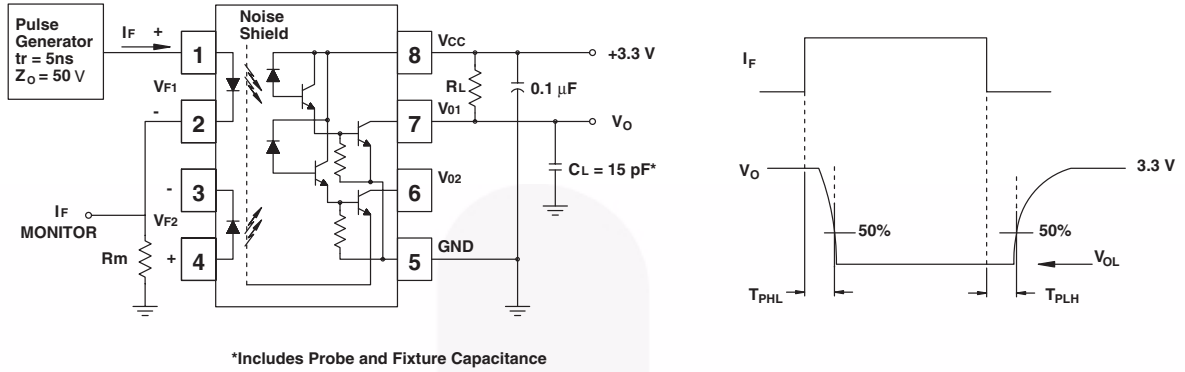 Pulse
Generator
tr = 5ns
ZO = 50 V
IF +
Noise
Shield
1
VF1
-
2
3
-
VF2
4
+
IF
MONITOR
Rm
8
VCC
+3.3 V
RL
0.1 μF
7
V01
VO
CL = 15 pF*
6
V02
5
GND
*Includes Probe and Fixture Capacitance
IF
VO
3.3 V
50%
50%
VOL
TPHL
TPLH